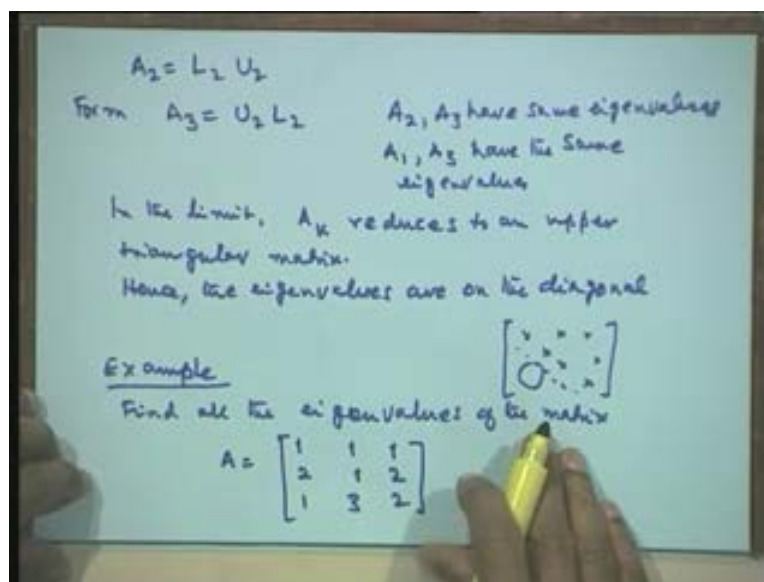 A₂ = L₂ U₂
Form A₃ = U₂ L₂
A₂, A₃ have same eigenvalues
A₁, A₃ have the same
eigenvalues
In the limit, Aₖ reduces to an upper
triangular matrix.
Hence, the eigenvalues are on the diagonal
Example
Find all the eigenvalues of the matrix
A = [1 1 1
2 1 2
1 3 2]